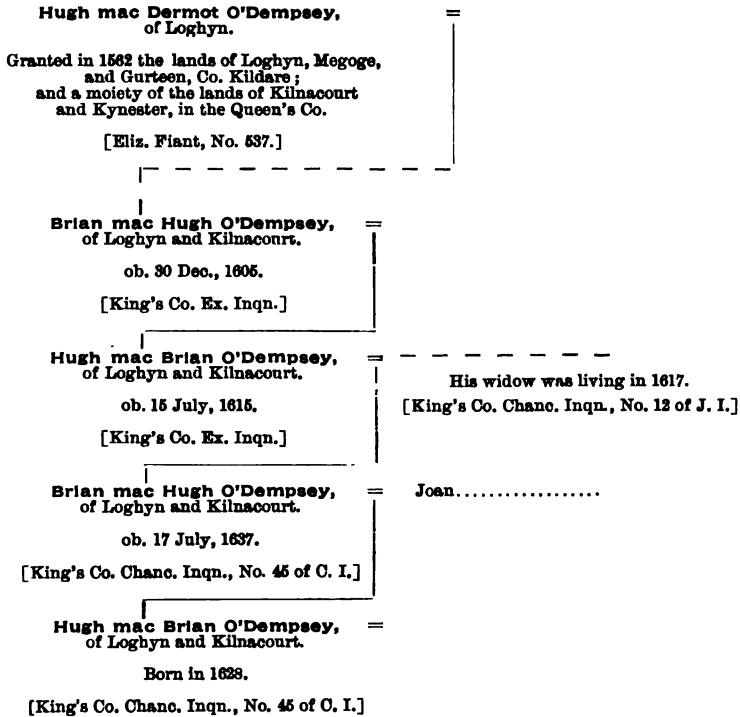 Hugh mac Dermot O'Dempsey, =
of Loghyn.
Granted in 1562 the lands of Loghyn, Megoge,
and Gurteen, Co. Kildare;
and a moiety of the lands of Kilnacourt
and Kynester, in the Queen's Co.
[Eliz. Fiant, No. 537.]
Brian mac Hugh O'Dempsey, =
of Loghyn and Kilnacourt.
ob. 30 Dec., 1605.
[King's Co. Ex. Inqn.]
Hugh mac Brian O'Dempsey, =
of Loghyn and Kilnacourt.
His widow was living in 1617.
ob. 15 July, 1615.
[King's Co. Chanc. Inqn., No. 12 of J. I.]
[King's Co. Ex. Inqn.]
Brian mac Hugh O'Dempsey, = Joan..................
of Loghyn and Kilnacourt.
ob. 17 July, 1637.
[King's Co. Chanc. Inqn., No. 45 of C. I.]
Hugh mac Brian O'Dempsey, =
of Loghyn and Kilnacourt.
Born in 1628.
[King's Co. Chanc. Inqn., No. 45 of C. I.]